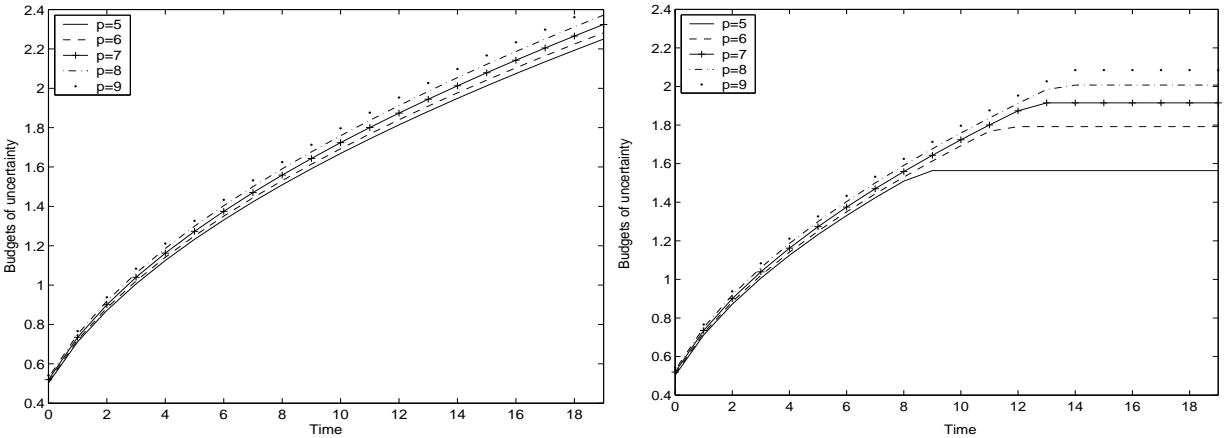 2.4
2.2
2
1.8
1.6
1.4
1.2
1
0.8
0.6
0.4
Budgets of uncertainty
p=5
p=6
p=7
p=8
p=9
0 2 4 6 8 10 12 14 16 18
Time
2.4
2.2
2
1.8
1.6
1.4
1.2
1
0.8
0.6
0.4
Budgets of uncertainty
p=5
p=6
p=7
p=8
p=9
0 2 4 6 8 10 12 14 16 18
Time